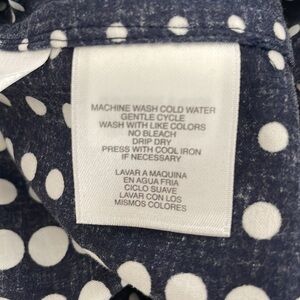 MACHINE WASH COLD WATER
GENTLE CYCLE
WASH WITH LIKE COLORS
NO BLEACH
DRIP DRY
PRESS WITH COOL IRON
IF NECESSARY
LAVAR A MAQUINA
EN AGUA FRIA
CICLO SUAVE
LAVAR CON LOS
MISMOS COLORES